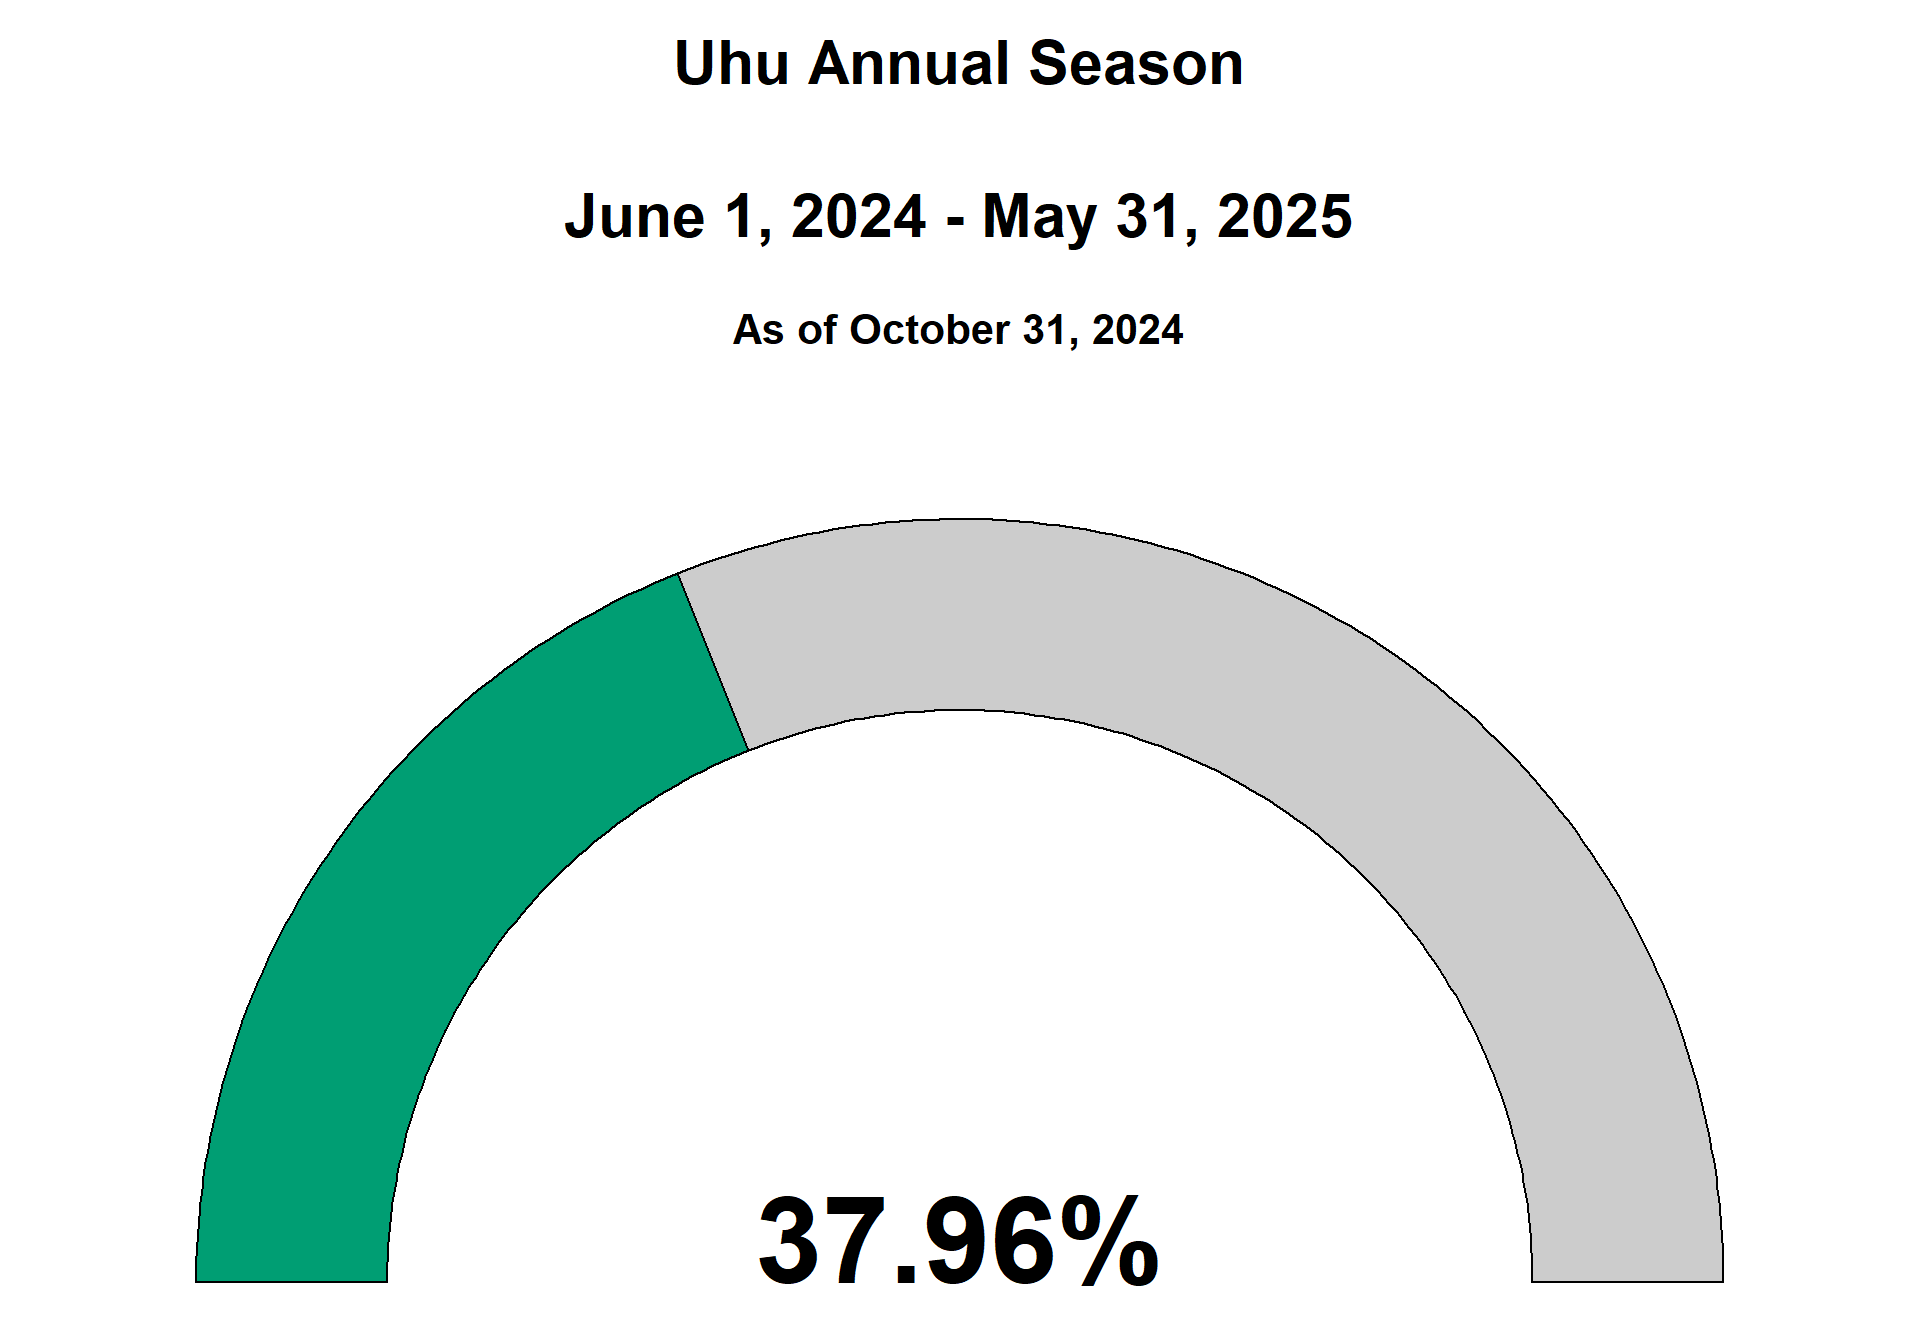 Uhu Annual Season
June 1, 2024 - May 31, 2025
As of October 31, 2024
37.96%